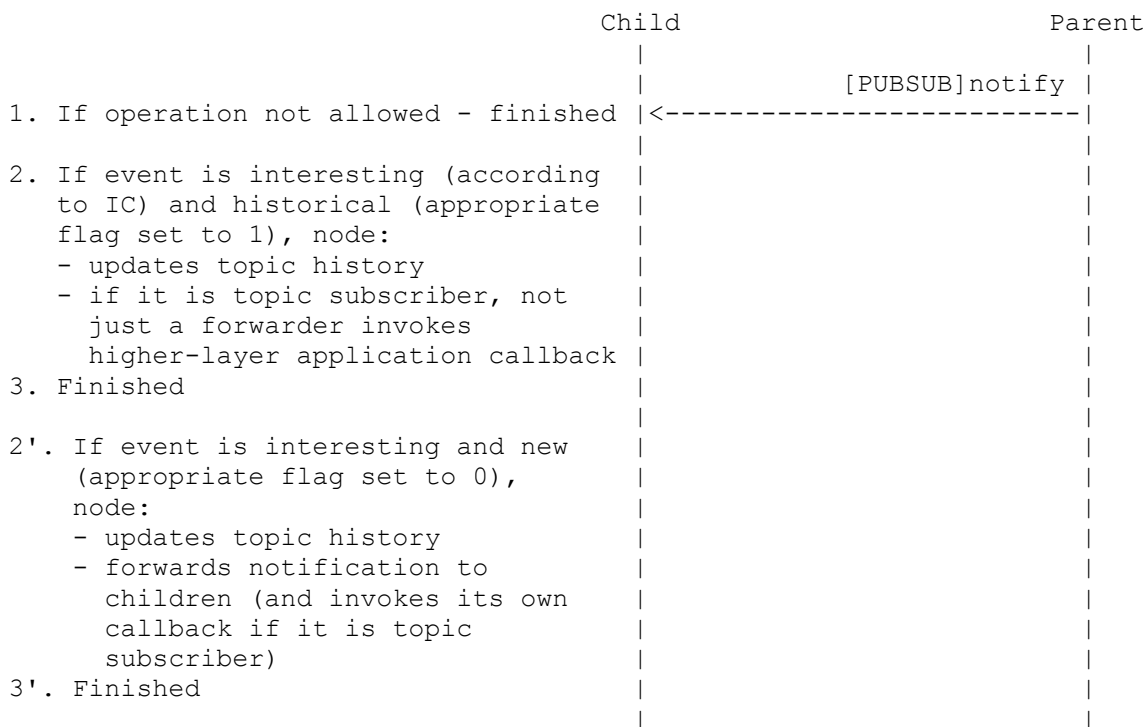 Child Parent
[PUBSUB]notify
1. If operation not allowed - finished |<--------------------------|
2. If event is interesting (according
to IC) and historical (appropriate
flag set to 1), node:
- updates topic history
- if it is topic subscriber, not
just a forwarder invokes
higher-layer application callback
3. Finished
2'. If event is interesting and new
(appropriate flag set to 0),
node:
- updates topic history
- forwards notification to
children (and invokes its own
callback if it is topic
subscriber)
3'. Finished